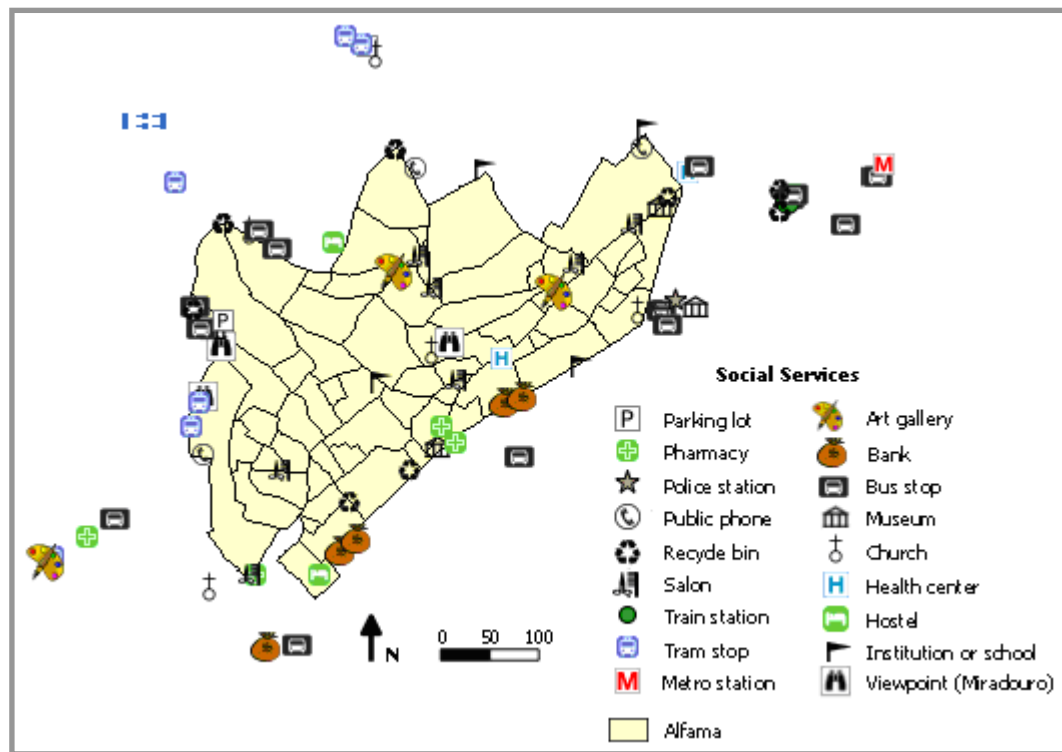 M
P
H
Social Services
P Parking lot
Pharmacy
Police station
Public phone
Recycle bin
Salon
Train station
Tram stop
M Metro station
Alfama
Art gallery
Bank
Bus stop
Museum
Church
H Health center
Hostel
Institution or school
Viewpoint (Miradouro)
N
0 50 100